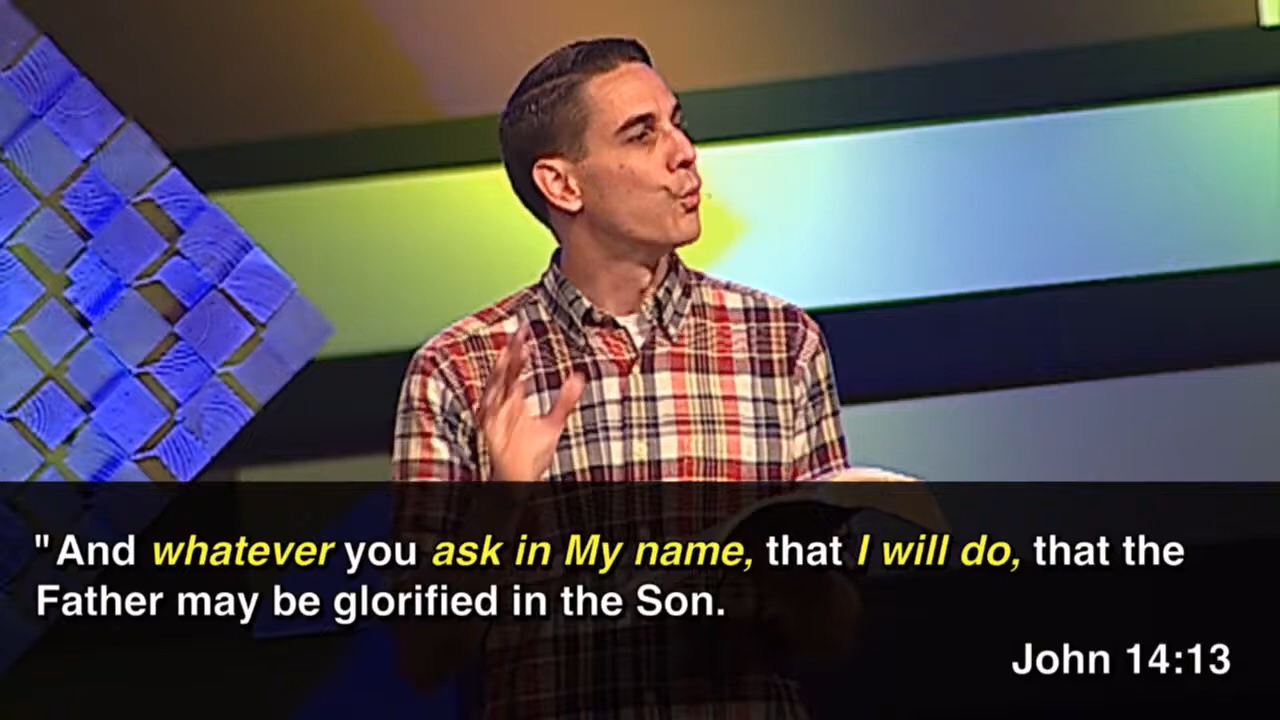 "And whatever you ask in My name, that I will do, that the
Father may be glorified in the Son.
John 14:13